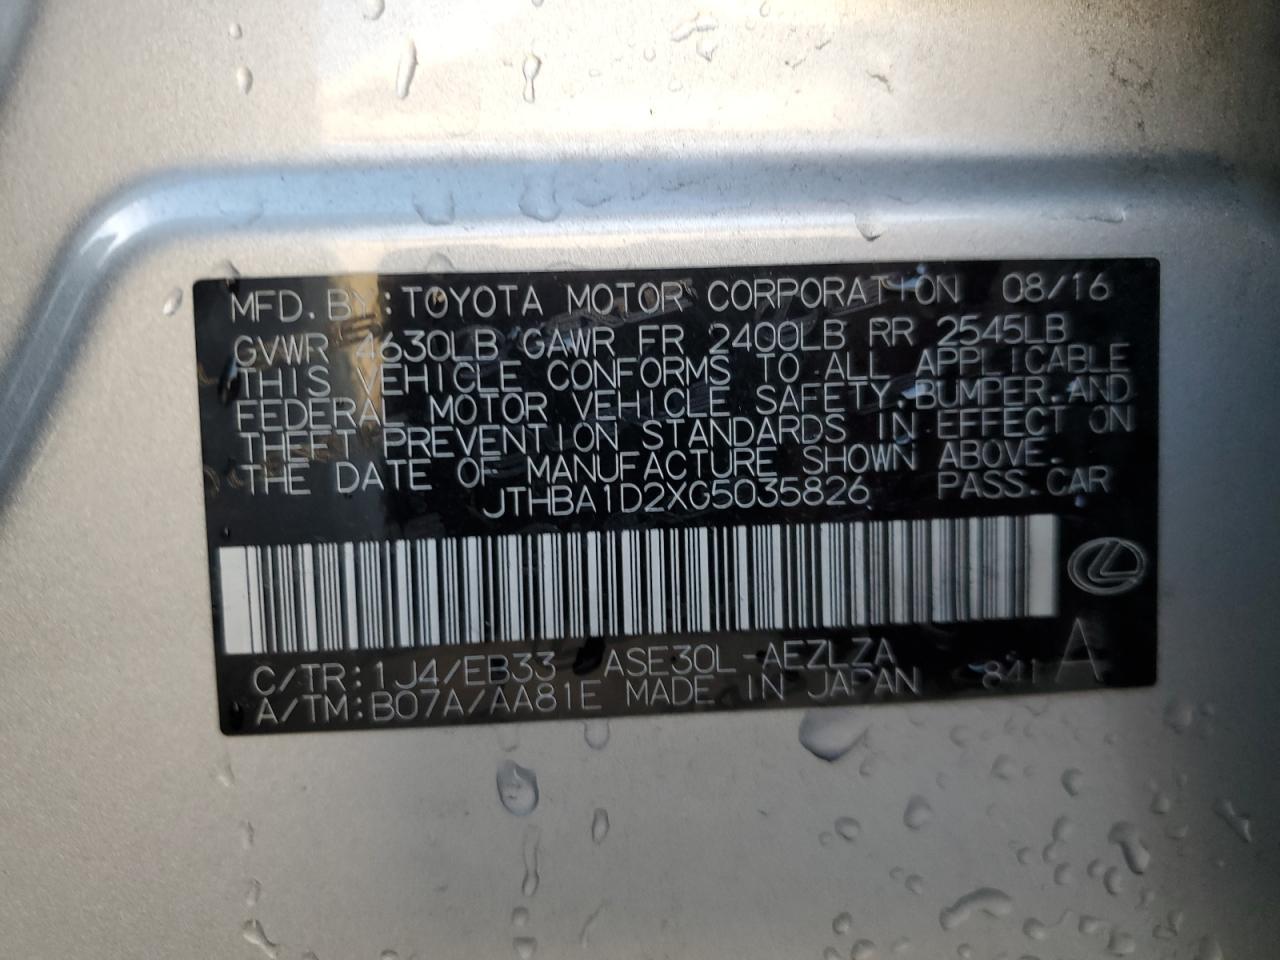 MFD. BY:TOYOTA MOTOR CORPORATION 08/16
GVWR 4630LB GAWR FR 2400LB RR 2545LB
THIS VEHICLE CONFORMS TO ALL APPLICABLE
FEDERAL MOTOR VEHICLE SAFETY,BUMPER,AND
THEFT PREVENTION STANDARDS IN EFFECT ON
THE DATE OF MANUFACTURE SHOWN ABOVE.
JTHBA1D2XG5035826 PASS.CAR
C/TR:1J4/EB33 ASE30L-AEZLZA
A/TM:B07A/AA81E MADE IN JAPAN 841 A